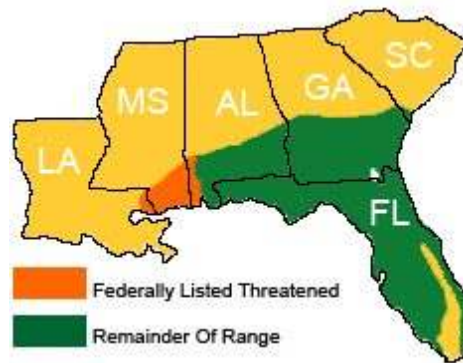 SC
GA
MS
AL
LA
FL
Federally Listed Threatened
Remainder Of Range